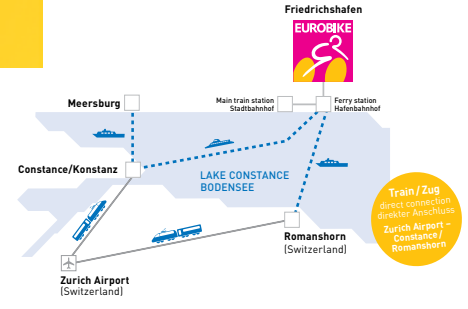 Friedrichshafen
EUROBIKE
Meersburg
Main train station
Stadtbahnhof
Ferry station
Hafenbahnhof
Constance/Konstanz
LAKE CONSTANCE
BODENSEE
Train / Zug
direct connection
direkter Anschluss
Zurich Airport –
Constance /
Romanshorn
Romanshorn
(Switzerland)
Zurich Airport
(Switzerland)